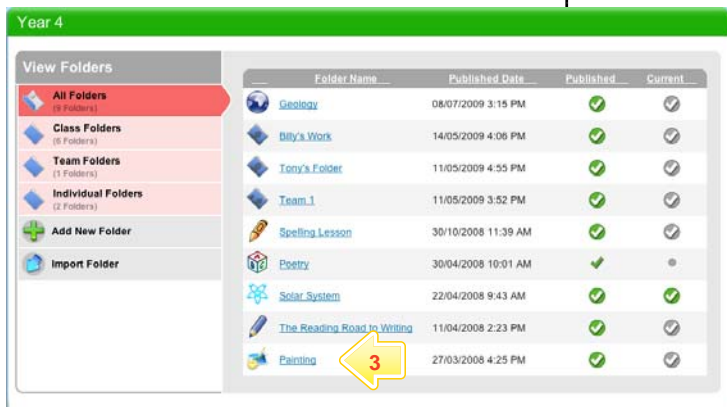 Year 4
View Folders
All Folders
(9 Folders)
Class Folders
(6 Folders)
Team Folders
(1 Folders)
Individual Folders
(2 Folders)
Add New Folder
Import Folder
Folder Name Published Date Published Current
Geology 08/07/2009 3:15 PM
Billy's Work 14/05/2009 4:06 PM
Tony's Folder 11/05/2009 4:55 PM
Team 1 11/05/2009 3:52 PM
Spelling Lesson 30/10/2008 11:39 AM
Poetry 30/04/2008 10:01 AM
Solar System 22/04/2008 9:43 AM
The Reading Road to Writing 11/04/2008 2:23 PM
Painting 3 27/03/2008 4:25 PM